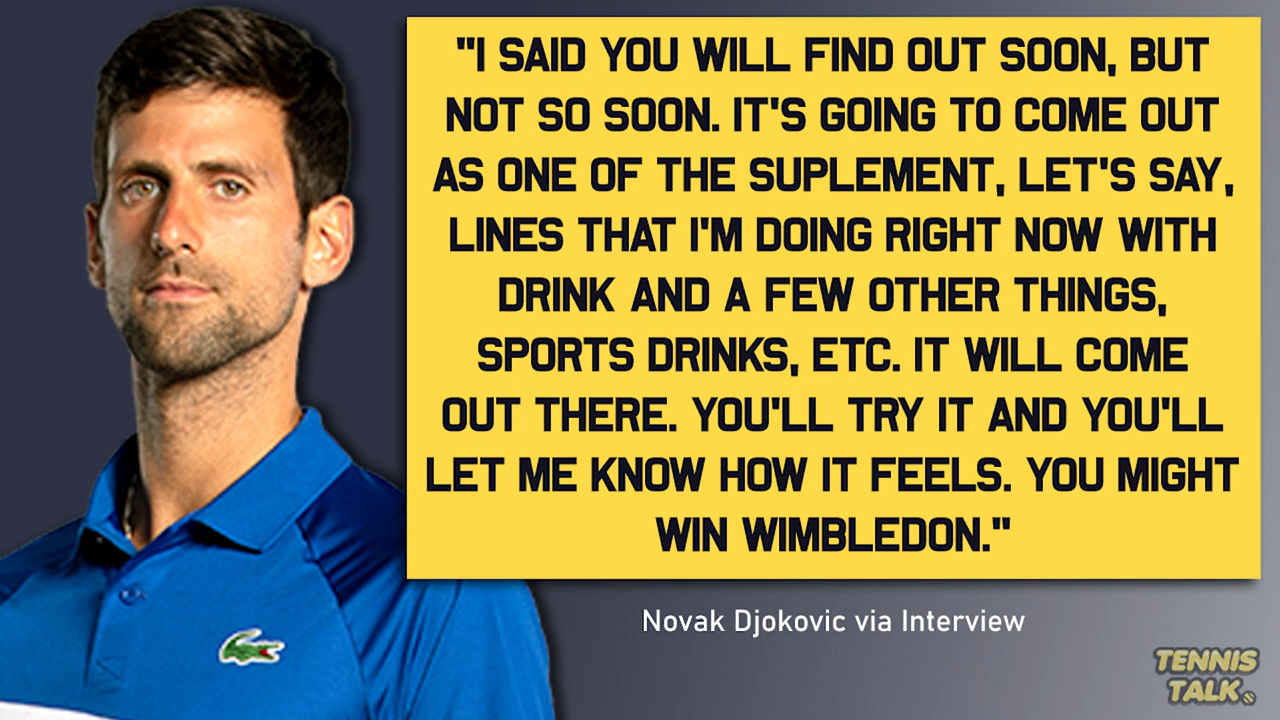 "I SAID YOU WILL FIND OUT SOON, BUT
NOT SO SOON. IT'S GOING TO COME OUT
AS ONE OF THE SUPLEMENT, LET'S SAY,
LINES THAT I'M DOING RIGHT NOW WITH
DRINK AND A FEW OTHER THINGS,
SPORTS DRINKS, ETC. IT WILL COME
OUT THERE. YOU'LL TRY IT AND YOU'LL
LET ME KNOW HOW IT FEELS. YOU MIGHT
WIN WIMBLEDON."
Novak Djokovic via Interview
TENNIS
TALK